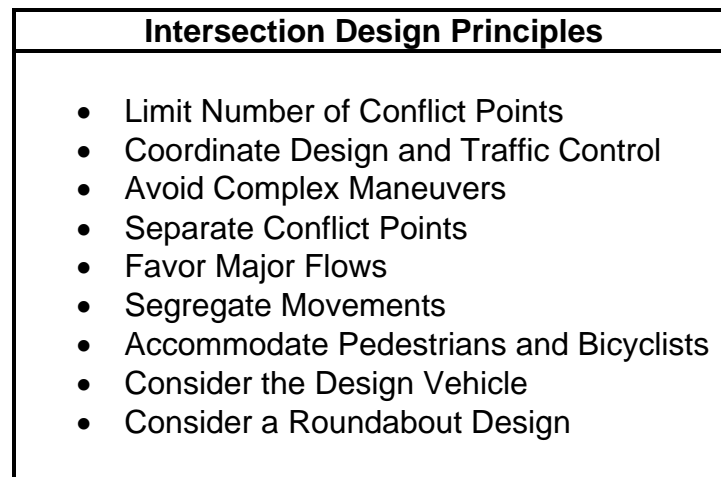 Intersection Design Principles
• Limit Number of Conflict Points
• Coordinate Design and Traffic Control
• Avoid Complex Maneuvers
• Separate Conflict Points
• Favor Major Flows
• Segregate Movements
• Accommodate Pedestrians and Bicyclists
• Consider the Design Vehicle
• Consider a Roundabout Design